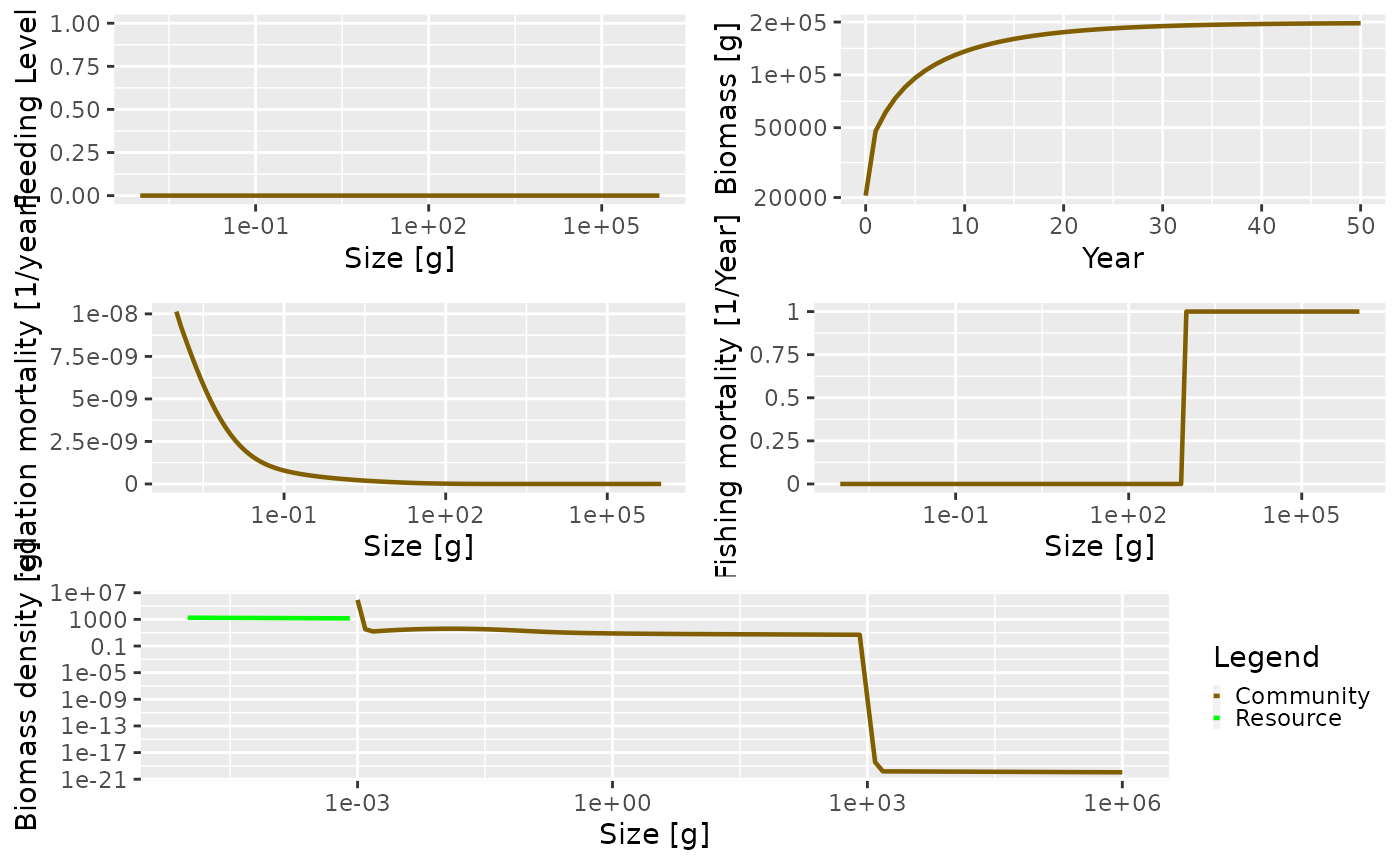 Feeding Level
1.00
0.75
0.50
0.25
0.00
1e-01 1e+02 1e+05
Size [g]
Biomass [g]
2e+05
1e+05
50000
20000
0 10 20 30 40 50
Year
dation mortality [1/year]
1e-08
7.5e-09
5e-09
2.5e-09
0
1e-01 1e+02 1e+05
Size [g]
Fishing mortality [1/Year]
1
0.75
0.5
0.25
0
1e-01 1e+02 1e+05
Size [g]
Biomass density [g]
1e+07
1000
0.1
1e-05
1e-09
1e-13
1e-17
1e-21
1e-03 1e+00 1e+03 1e+06
Size [g]
Legend
Community
Resource